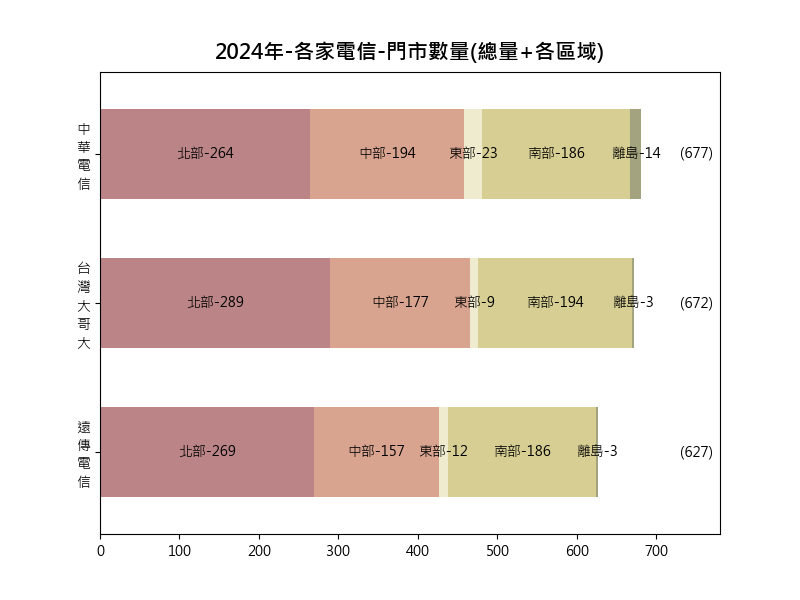 2024年-各家電信-門市數量(總量+各區域)
中華電信
北部-264 中部-194 東部-23 南部-186 離島-14 (677)
台灣大哥大
北部-289 中部-177 東部-9 南部-194 離島-3 (672)
遠傳電信
北部-269 中部-157 東部-12 南部-186 離島-3 (627)
0 100 200 300 400 500 600 700